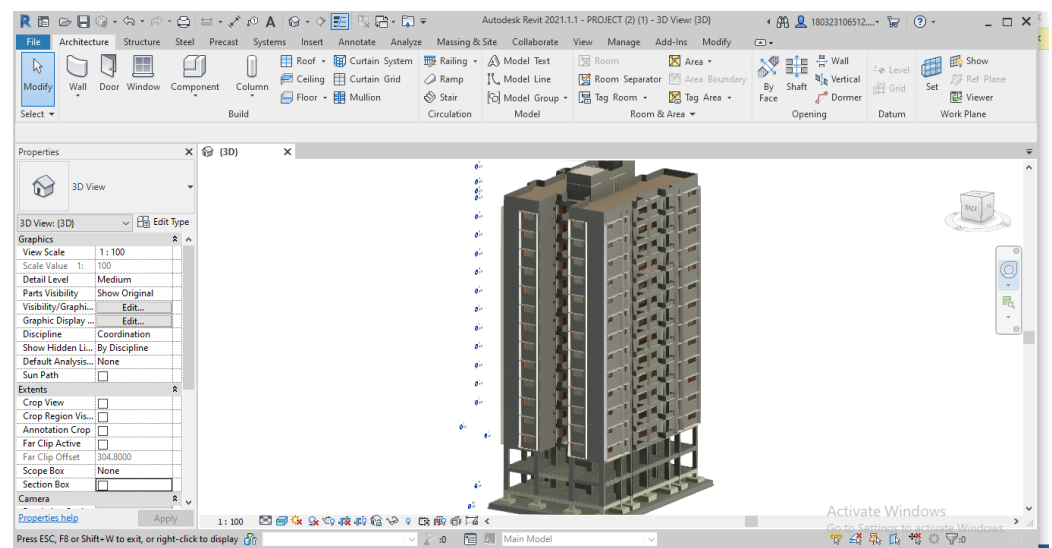 Autodesk Revit 2021.1.1 - PROJECT (2) (1) - 3D View: {3D}
180323106512....
File Architecture Structure Steel Precast Systems Insert Annotate Analyze Massing & Site Collaborate View Manage Add-Ins Modify
Modify Wall Door Window Component Column
Roof Curtain System
Ceiling Curtain Grid
Floor Mullion
Railing
Ramp
Stair
Model Text
Model Line
Model Group
Room Area
Room Separator Area Boundary
Tag Room Tag Area
By Face Shaft
Wall
Vertical
Dormer
Level
Grid
Set
Show
Ref Plane
Viewer
Select Build Circulation Model Room & Area Opening Datum Work Plane
Properties
{3D}
3D View
3D View: {3D} Edit Type
Graphics
View Scale 1 : 100
Scale Value 1: 100
Detail Level Medium
Parts Visibility Show Original
Visibility/Graphi... Edit...
Graphic Display ... Edit...
Discipline Coordination
Show Hidden Li... By Discipline
Default Analysis... None
Sun Path
Extents
Crop View
Crop Region Vis...
Annotation Crop
Far Clip Active
Far Clip Offset 304.8000
Scope Box None
Section Box
Camera
Properties help Apply
1 : 100
Activate Windows
Go to Settings to activate Windows.
Press ESC, F8 or Shift+W to exit, or right-click to display
:0 Main Model :0